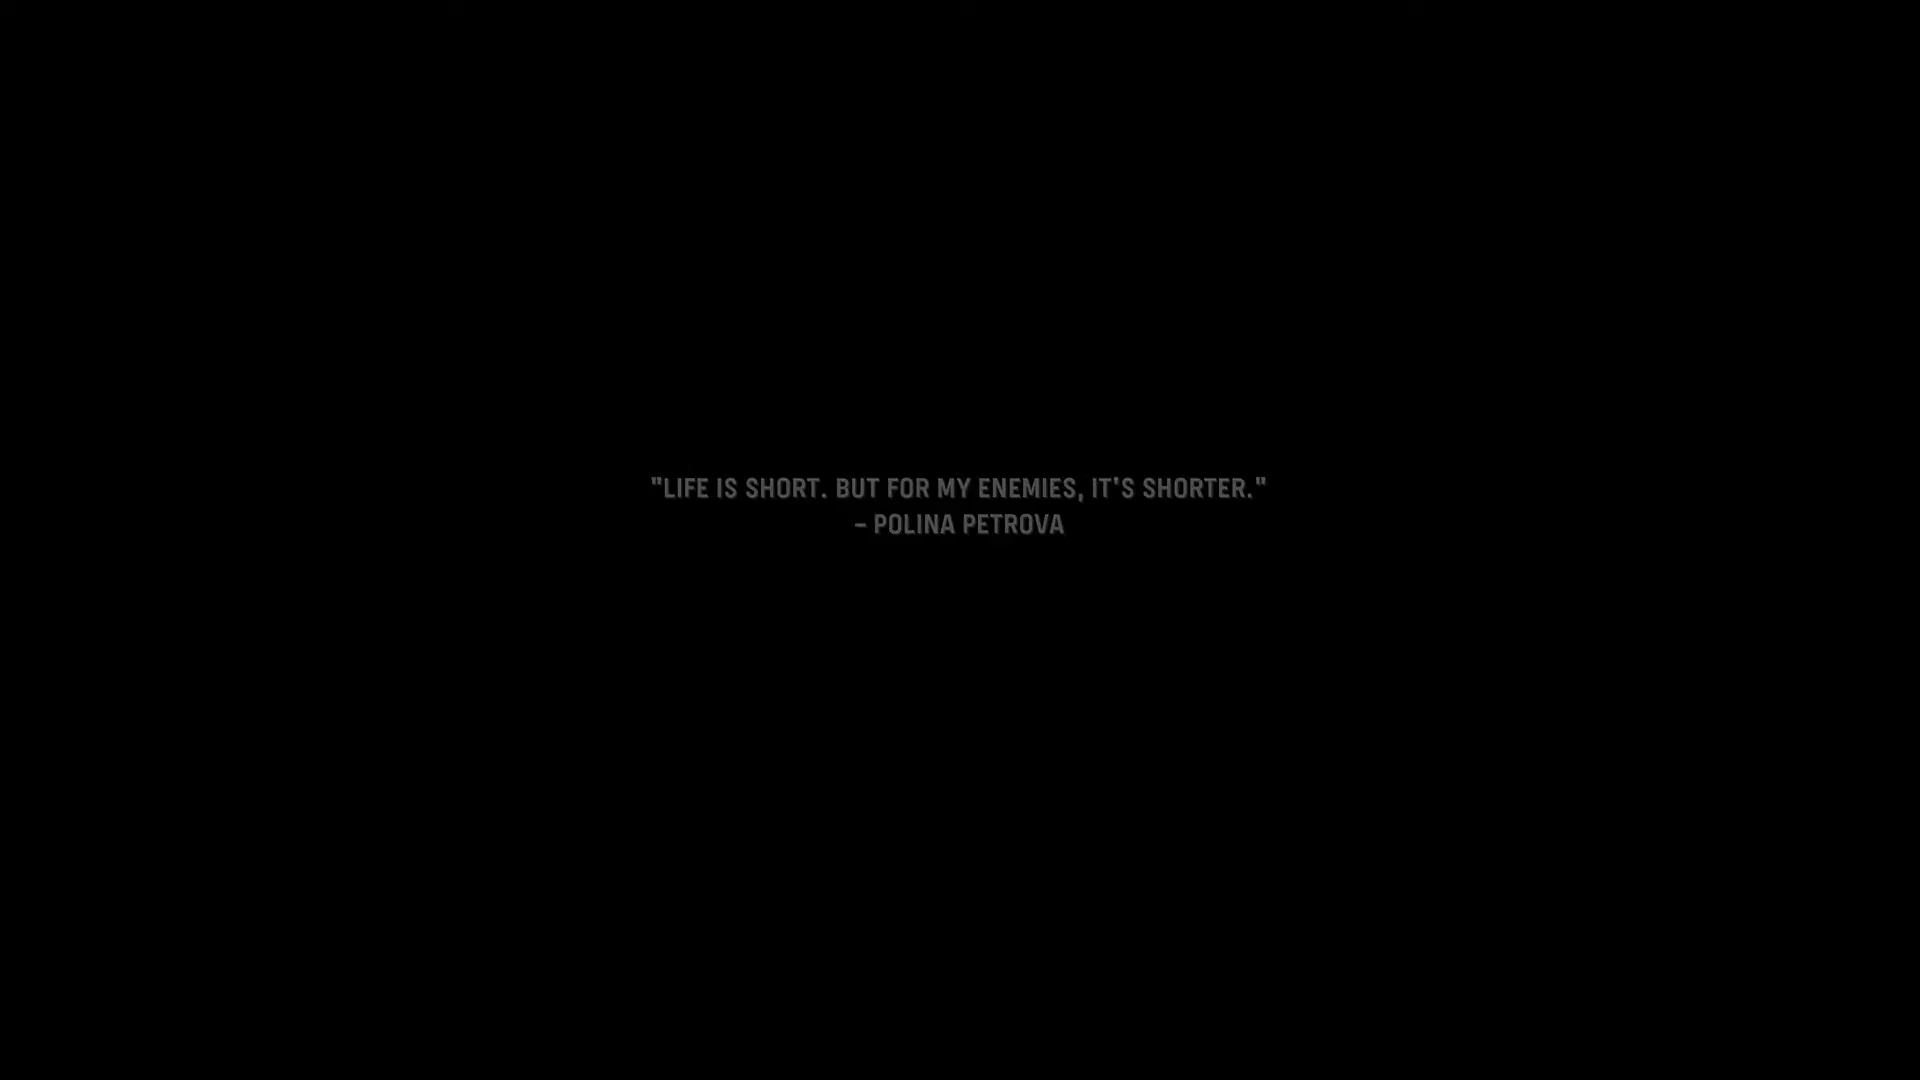 "LIFE IS SHORT. BUT FOR MY ENEMIES, IT'S SHORTER."
– POLINA PETROVA